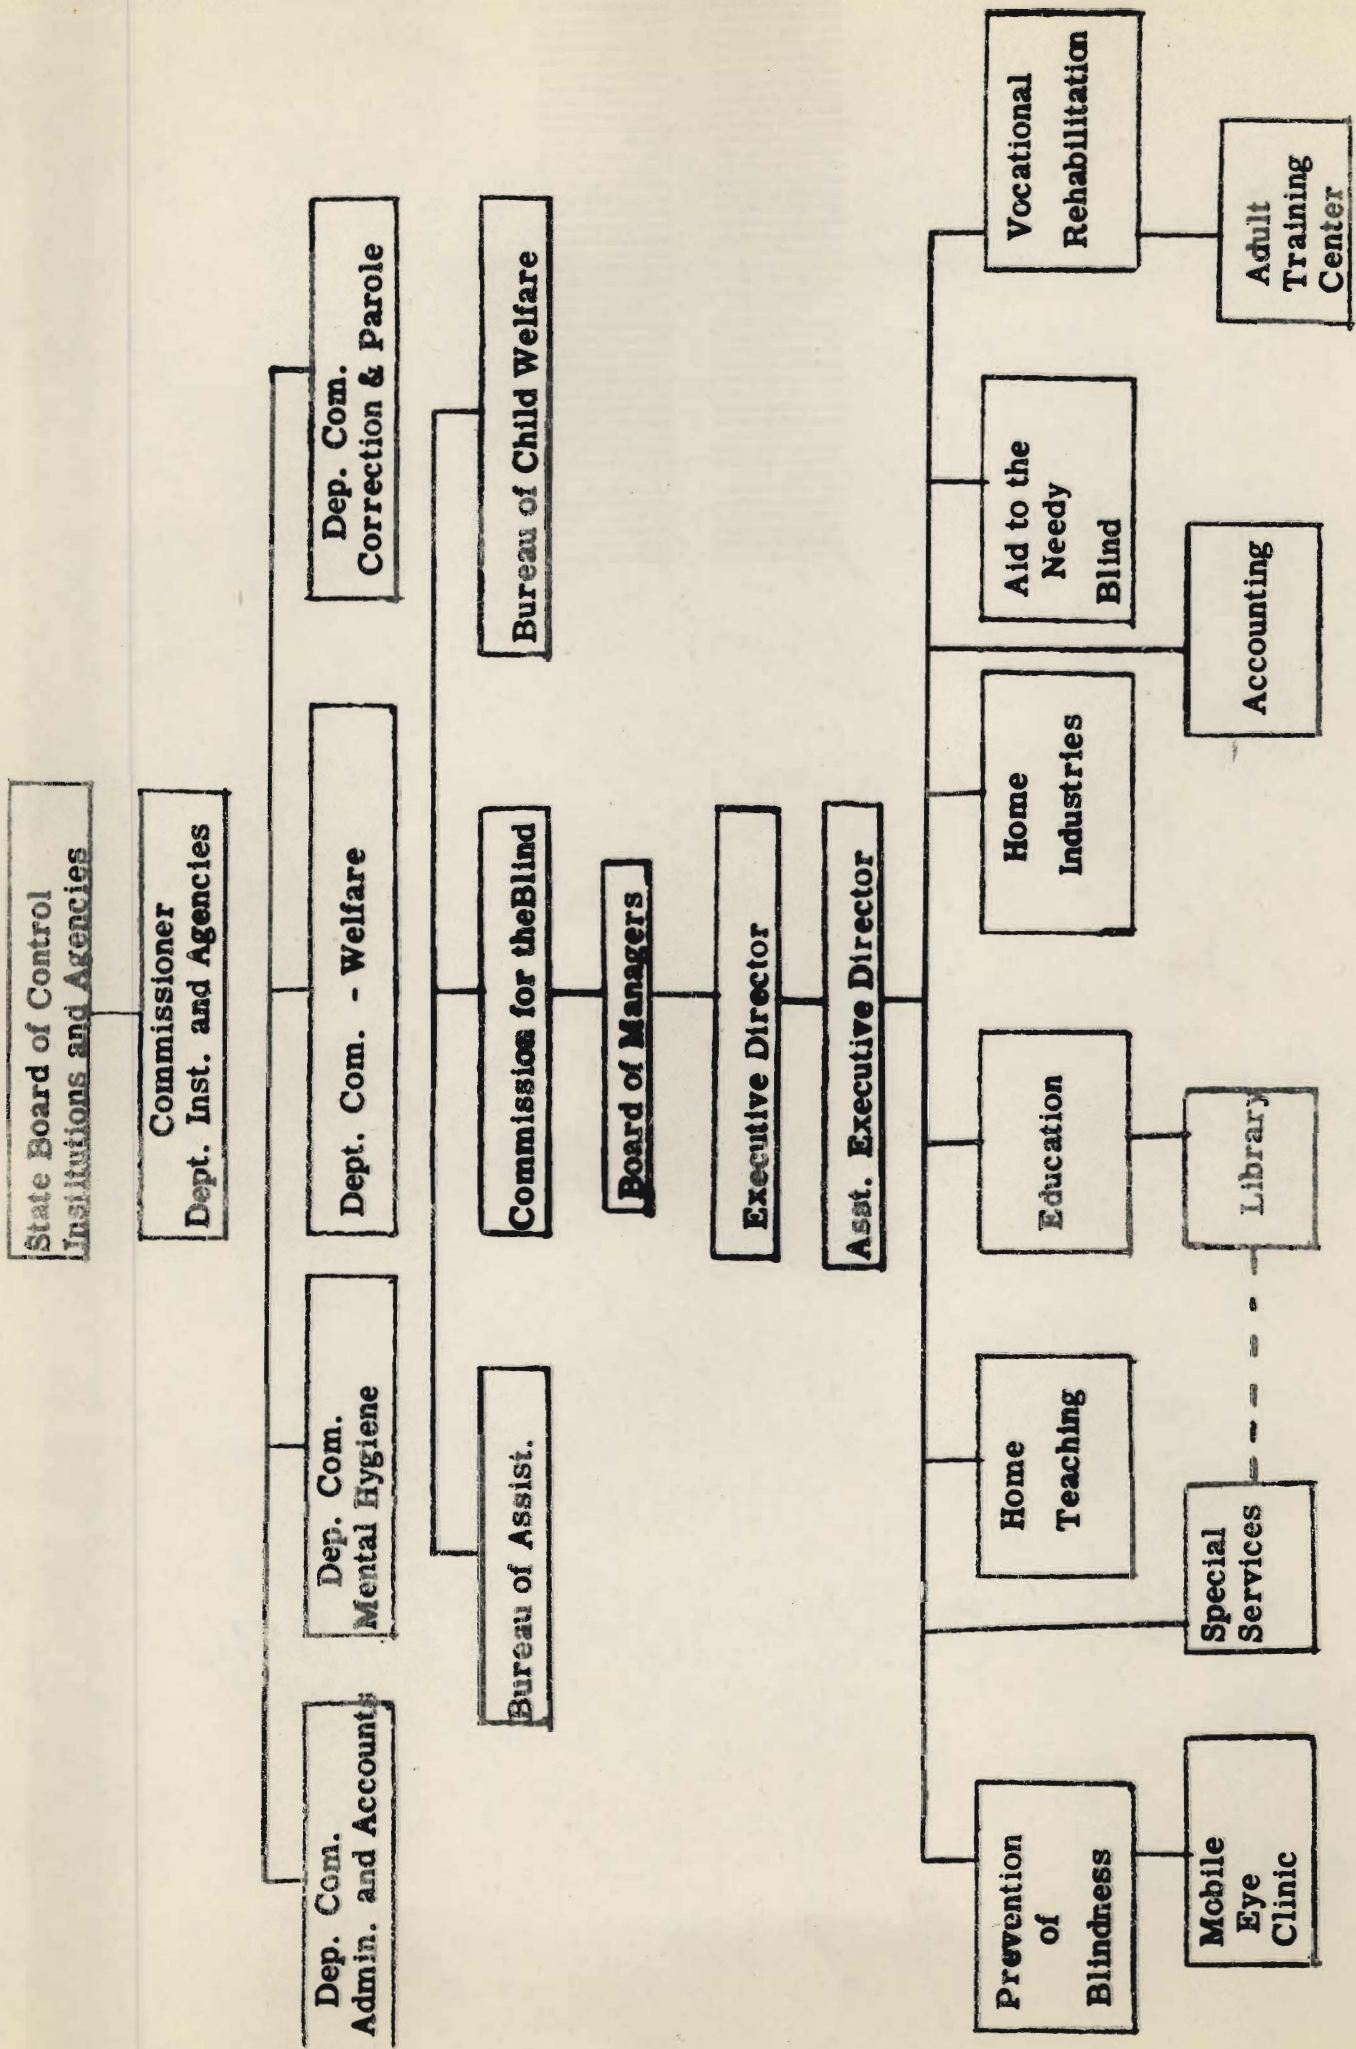 State Board of Control
Institutions and Agencies
Commissioner
Dept. Inst. and Agencies
Dep. Com.
Admin. and Accounts
Dep. Com.
Mental Hygiene
Dept. Com. - Welfare
Dep. Com.
Correction & Parole
Bureau of Assist.
Commission for theBlind
Bureau of Child Welfare
Board of Managers
Executive Director
Asst. Executive Director
Prevention
of
Blindness
Home
Teaching
Education
Home
Industries
Aid to the
Needy
Blind
Vocational
Rehabilitation
Mobile
Eye
Clinic
Special
Services
Library
Accounting
Adult
Training
Center